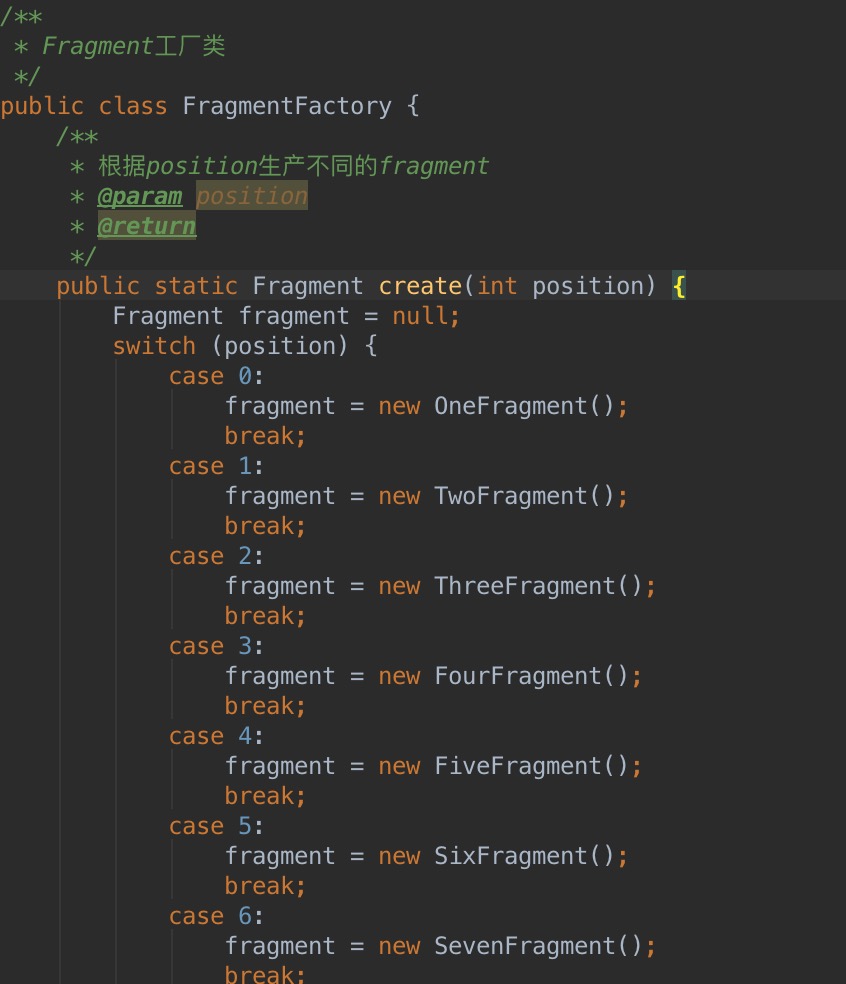 /**
 * Fragment工厂类
 */
public class FragmentFactory {
    /**
     * 根据position生产不同的fragment
     * @param position
     * @return
     */
    public static Fragment create(int position) {
        Fragment fragment = null;
        switch (position) {
            case 0:
                fragment = new OneFragment();
                break;
            case 1:
                fragment = new TwoFragment();
                break;
            case 2:
                fragment = new ThreeFragment();
                break;
            case 3:
                fragment = new FourFragment();
                break;
            case 4:
                fragment = new FiveFragment();
                break;
            case 5:
                fragment = new SixFragment();
                break;
            case 6:
                fragment = new SevenFragment();
                break;